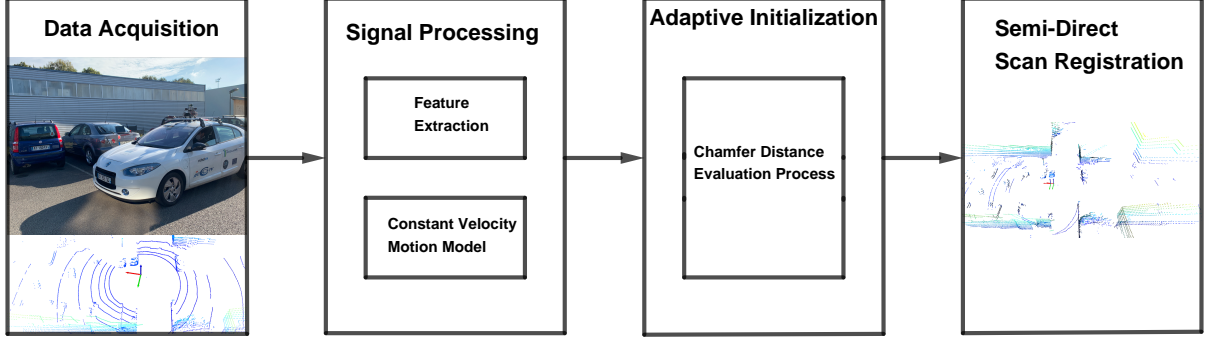 Data Acquisition
Signal Processing
Feature
Extraction
Constant Velocity
Motion Model
Adaptive Initialization
Chamfer Distance
Evaluation Process
Semi-Direct
Scan Registration